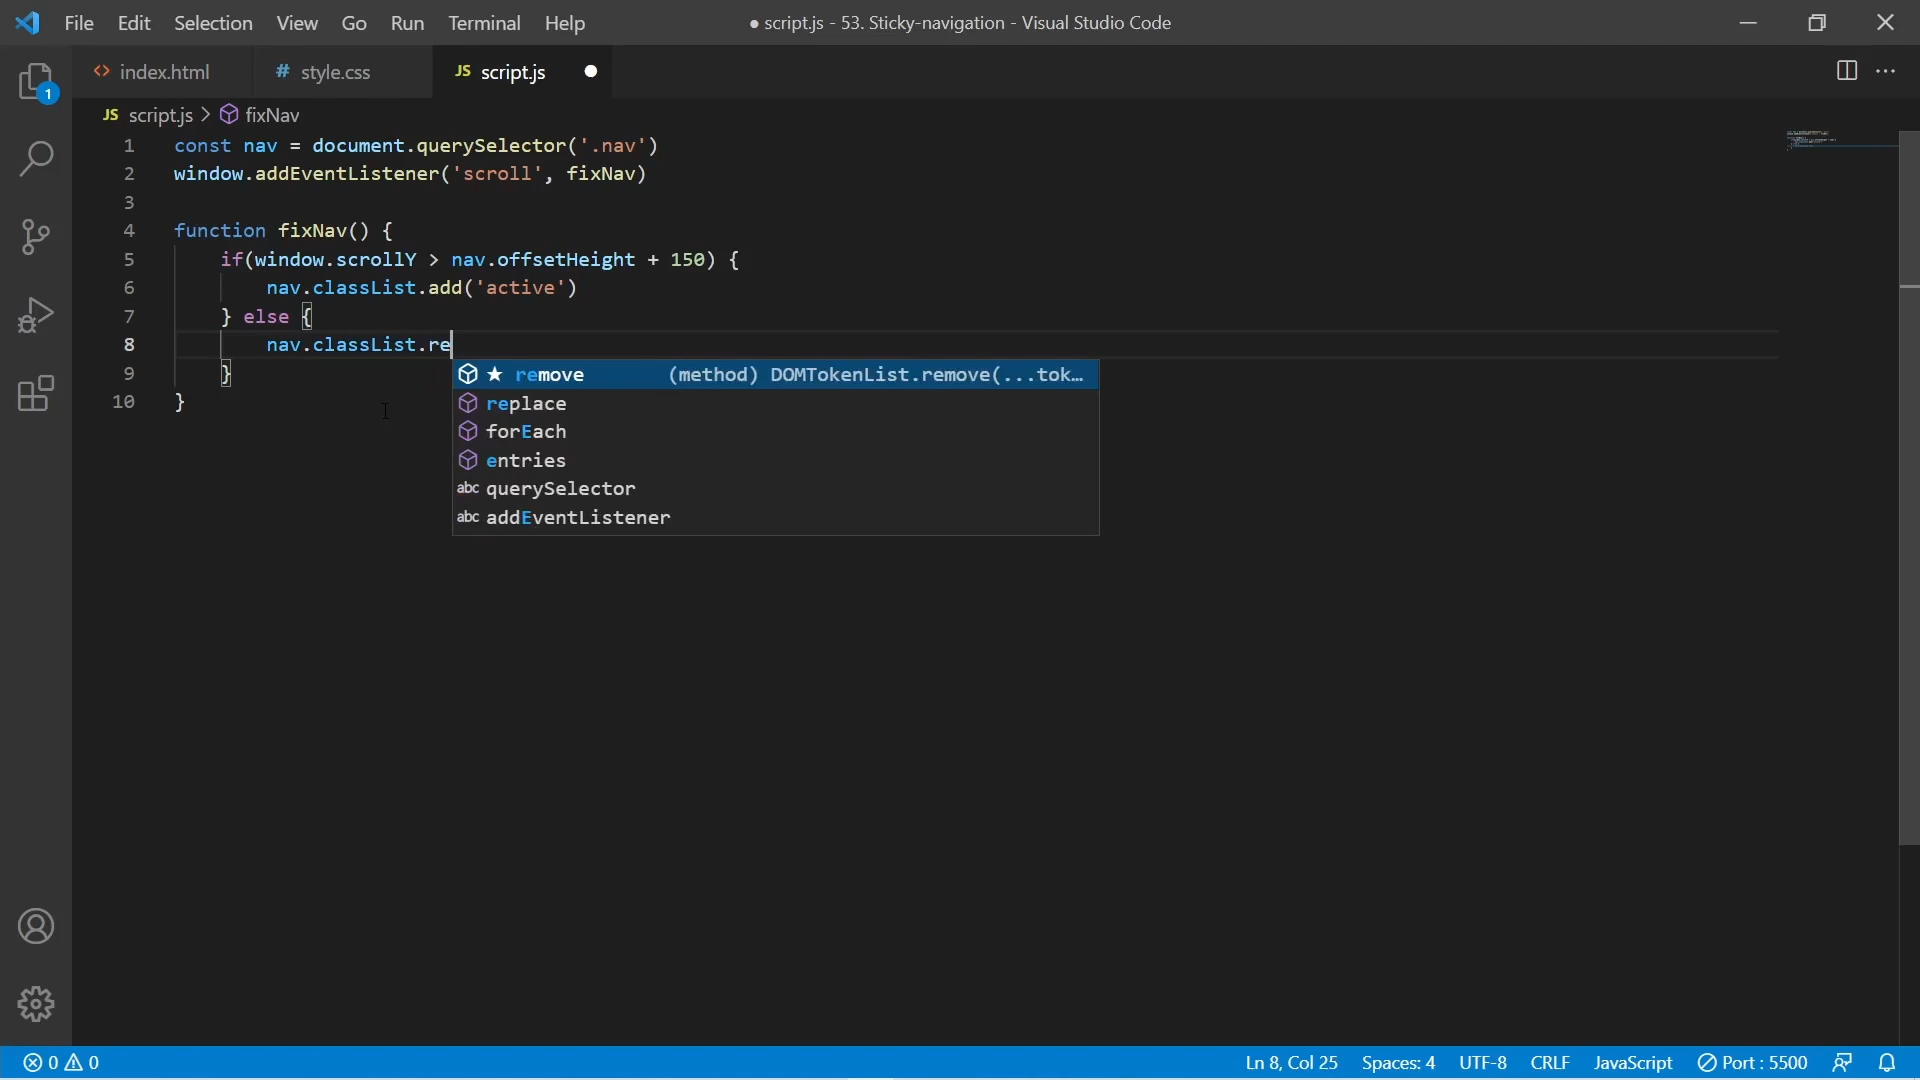 File Edit Selection View Go Run Terminal Help
● script.js - 53. Sticky-navigation - Visual Studio Code
1
<> index.html
# style.css
JS script.js ●
JS script.js > fixNav
1 const nav = document.querySelector('.nav')
2 window.addEventListener('scroll', fixNav)
3
4 function fixNav() {
5 if(window.scrollY > nav.offsetHeight + 150) {
6 nav.classList.add('active')
7 } else {
8 nav.classList.re
9 }
10 }
★ remove (method) DOMTokenList.remove(...tok…
replace
forEach
entries
abc querySelector
abc addEventListener
0 0
Ln 8, Col 25 Spaces: 4 UTF-8 CRLF JavaScript Port : 5500